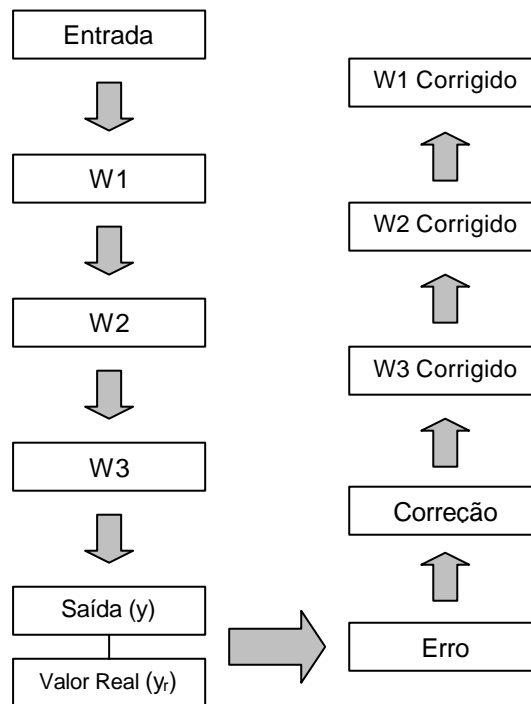 Entrada
W1
W2
W3
Saída (y)
Valor Real (yᵣ)
W1 Corrigido
W2 Corrigido
W3 Corrigido
Correção
Erro